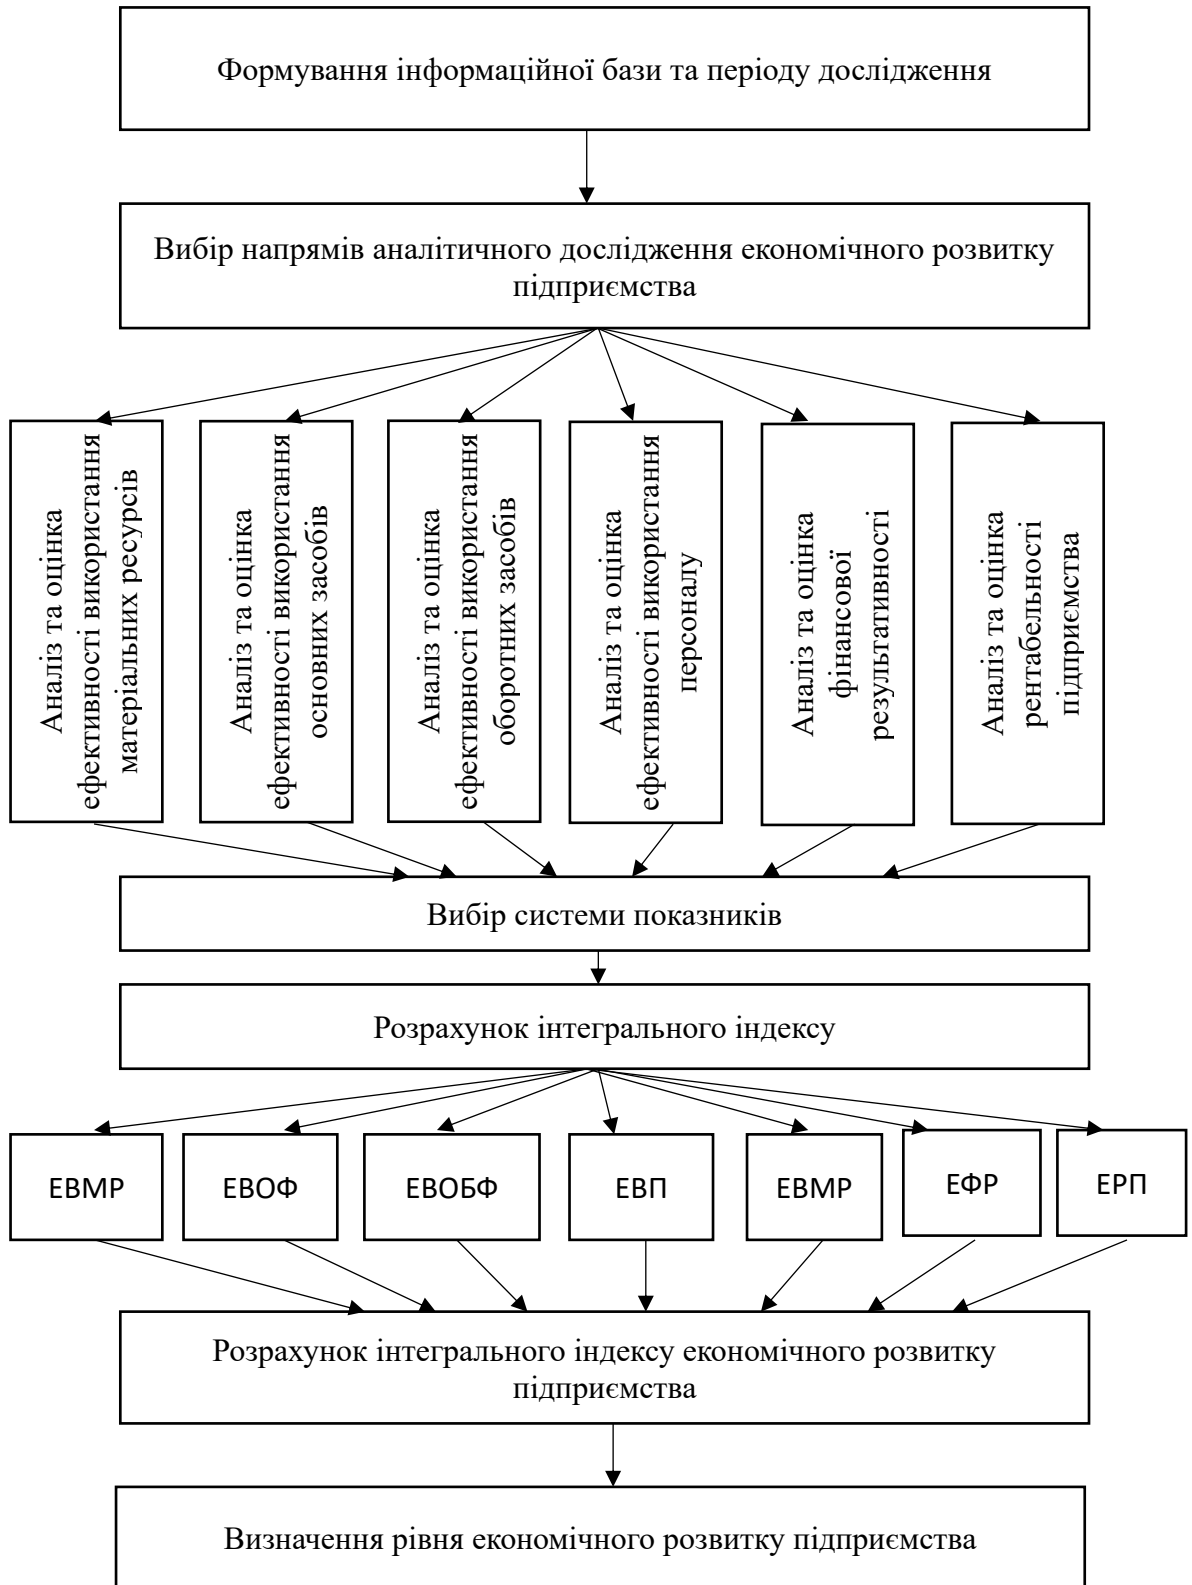 Формування інформаційної бази та періоду дослідження
Вибір напрямів аналітичного дослідження економічного розвитку
підприємства
Аналіз та оцінка
ефективності використання
матеріальних ресурсів
Аналіз та оцінка
ефективності використання
основних засобів
Аналіз та оцінка
ефективності використання
оборотних засобів
Аналіз та оцінка
ефективності використання
персоналу
Аналіз та оцінка
фінансової
результативності
Аналіз та оцінка
рентабельності
підприємства
Вибір системи показників
Розрахунок інтегрального індексу
ЕВМР
ЕВОФ
ЕВОБФ
ЕВП
ЕВМР
ЕФР
ЕРП
Розрахунок інтегрального індексу економічного розвитку
підприємства
Визначення рівня економічного розвитку підприємства